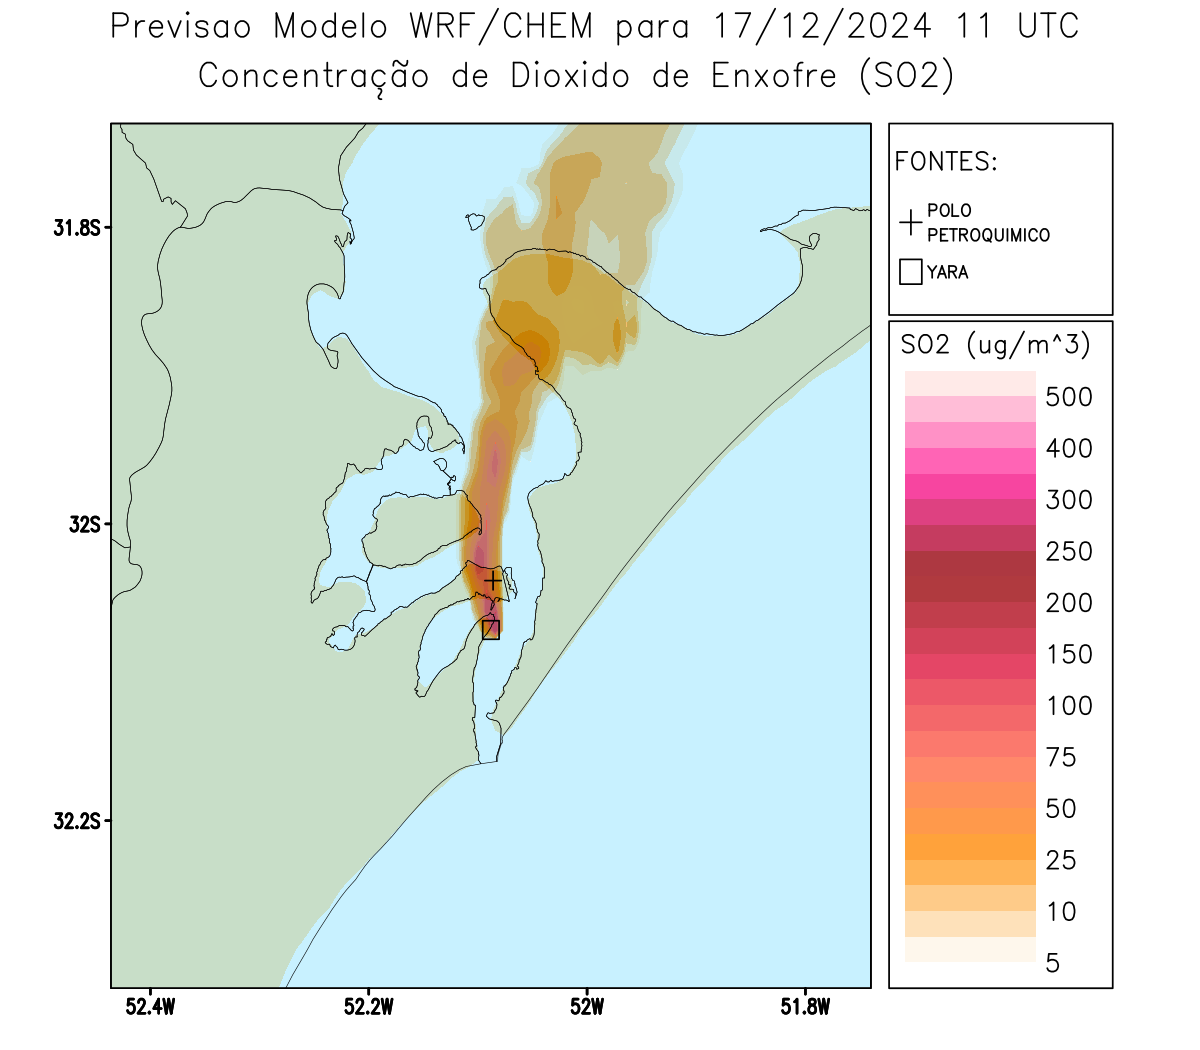 Previsao Modelo WRF/CHEM para 17/12/2024 11 UTC
Concentração de Dioxido de Enxofre (SO2)
FONTES:
POLO
PETROQUIMICO
YARA
SO2 (ug/m^3)
500
400
300
250
200
150
100
75
50
25
10
5
31.8S
32S
32.2S
52.4W
52.2W
52W
51.8W